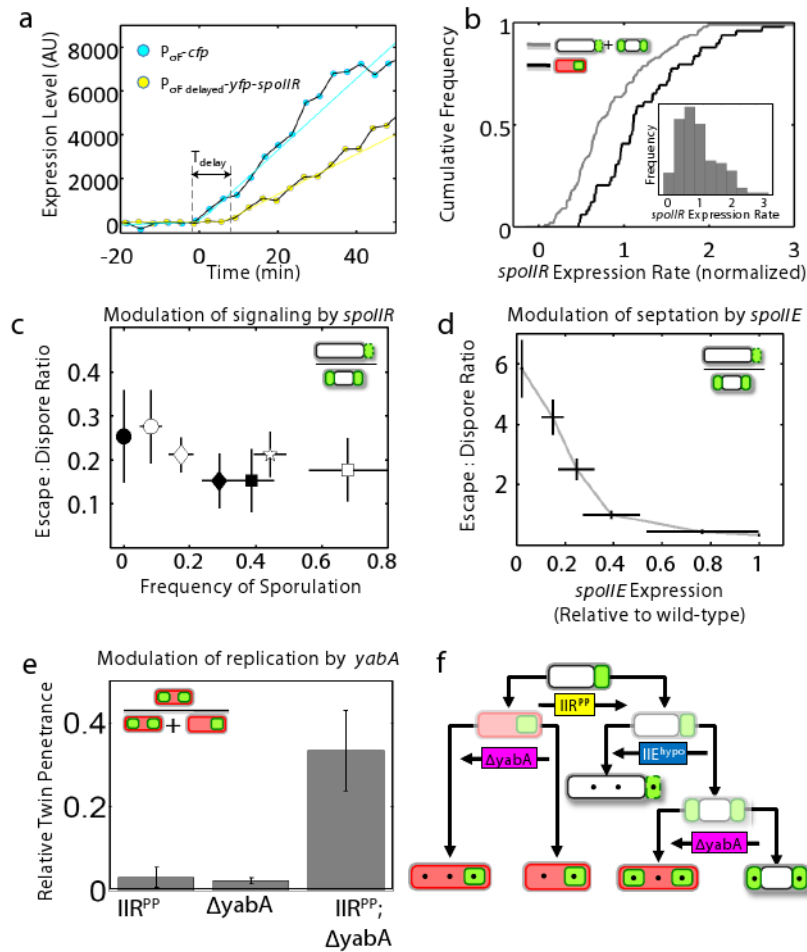 a
8000
6000
4000
2000
0
Expression Level (AU)
PσF-cfp
PσF delayed-yfp-spoIIR
Tdelay
-20 0 20 40
Time (min)
b
1
0.5
0
Cumulative Frequency
+
Frequency
0 1 2 3
spoIIR Expression Rate
0 1 2 3
spoIIR Expression Rate (normalized)
c
Modulation of signaling by spoIIR
0.4
0.3
0.2
0.1
Escape : Dispore Ratio
0 0.2 0.4 0.6 0.8
Frequency of Sporulation
d
Modulation of septation by spoIIE
6
4
2
Escape : Dispore Ratio
0 0.2 0.4 0.6 0.8 1
spoIIE Expression
(Relative to wild-type)
e
Modulation of replication by yabA
0.4
0.2
0
Relative Twin Penetrance
+
IIRPP
ΔyabA
IIRPP;
ΔyabA
f
IIRPP
ΔyabA
IIEhypo
ΔyabA